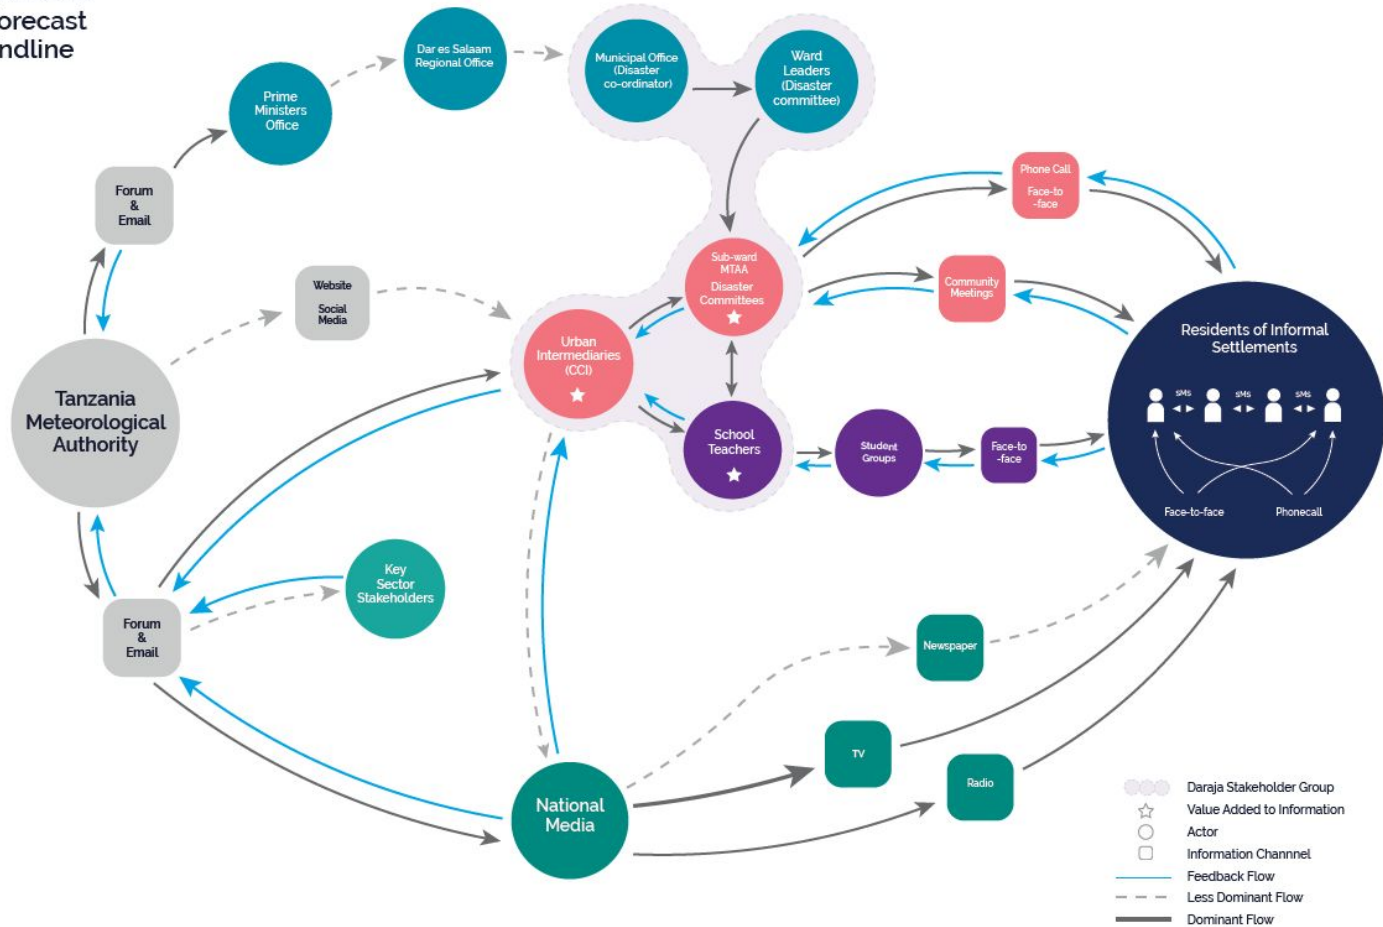 orecast
ndline
Dar es Salaam
Regional Office
Municipal Office
(Disaster
co-ordinator)
Ward
Leaders
(Disaster
committee)
Prime
Ministers
Office
Forum
&
Email
Phone Call
Face-to
-face
Sub-ward
MTAA
Disaster
Committees
Website
Social
Media
Community
Meetings
Urban
Intermediaries
(CCI)
Residents of Informal
Settlements
SMS
SMS
SMS
Tanzania
Meteorological
Authority
School
Teachers
Student
Groups
Face-to
-face
Face-to-face
Phonecall
Key
Sector
Stakeholders
Forum
&
Email
Newspaper
TV
Radio
National
Media
Daraja Stakeholder Group
Value Added to Information
Actor
Information Channnel
Feedback Flow
Less Dominant Flow
Dominant Flow